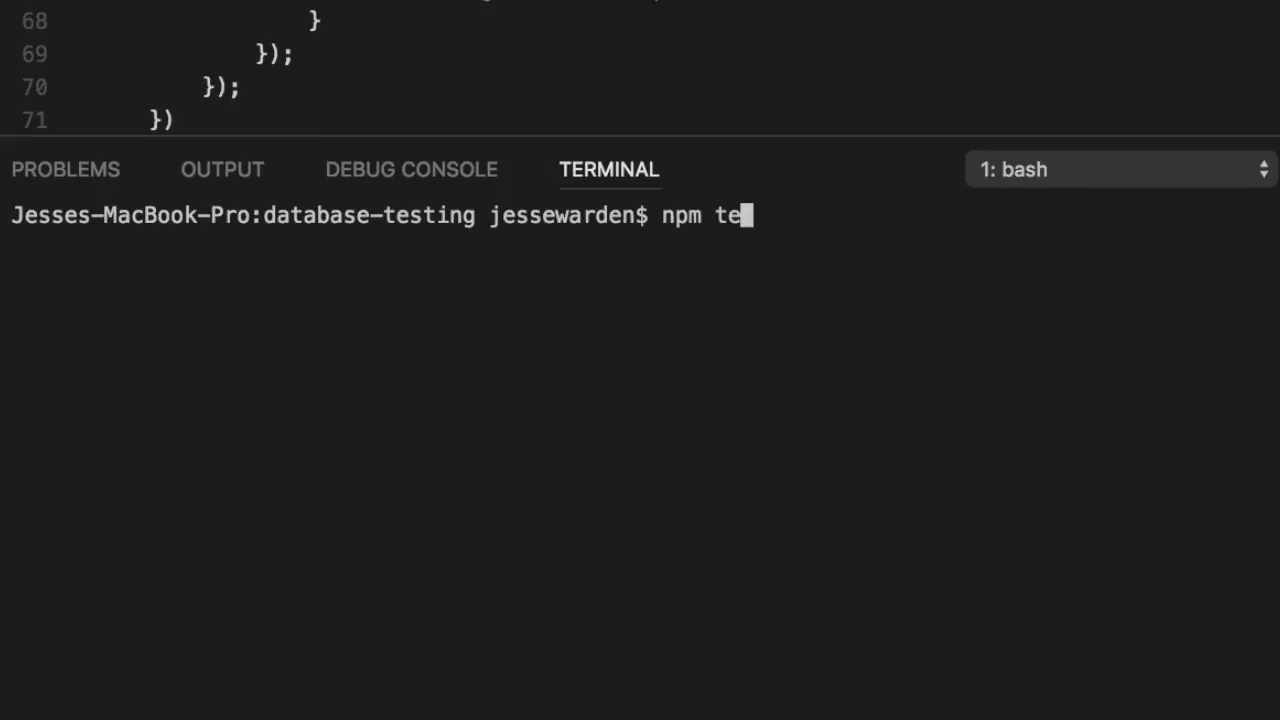 68 }
69 });
70 });
71 })
PROBLEMS OUTPUT DEBUG CONSOLE TERMINAL 1: bash
Jesses-MacBook-Pro:database-testing jessewarden$ npm te